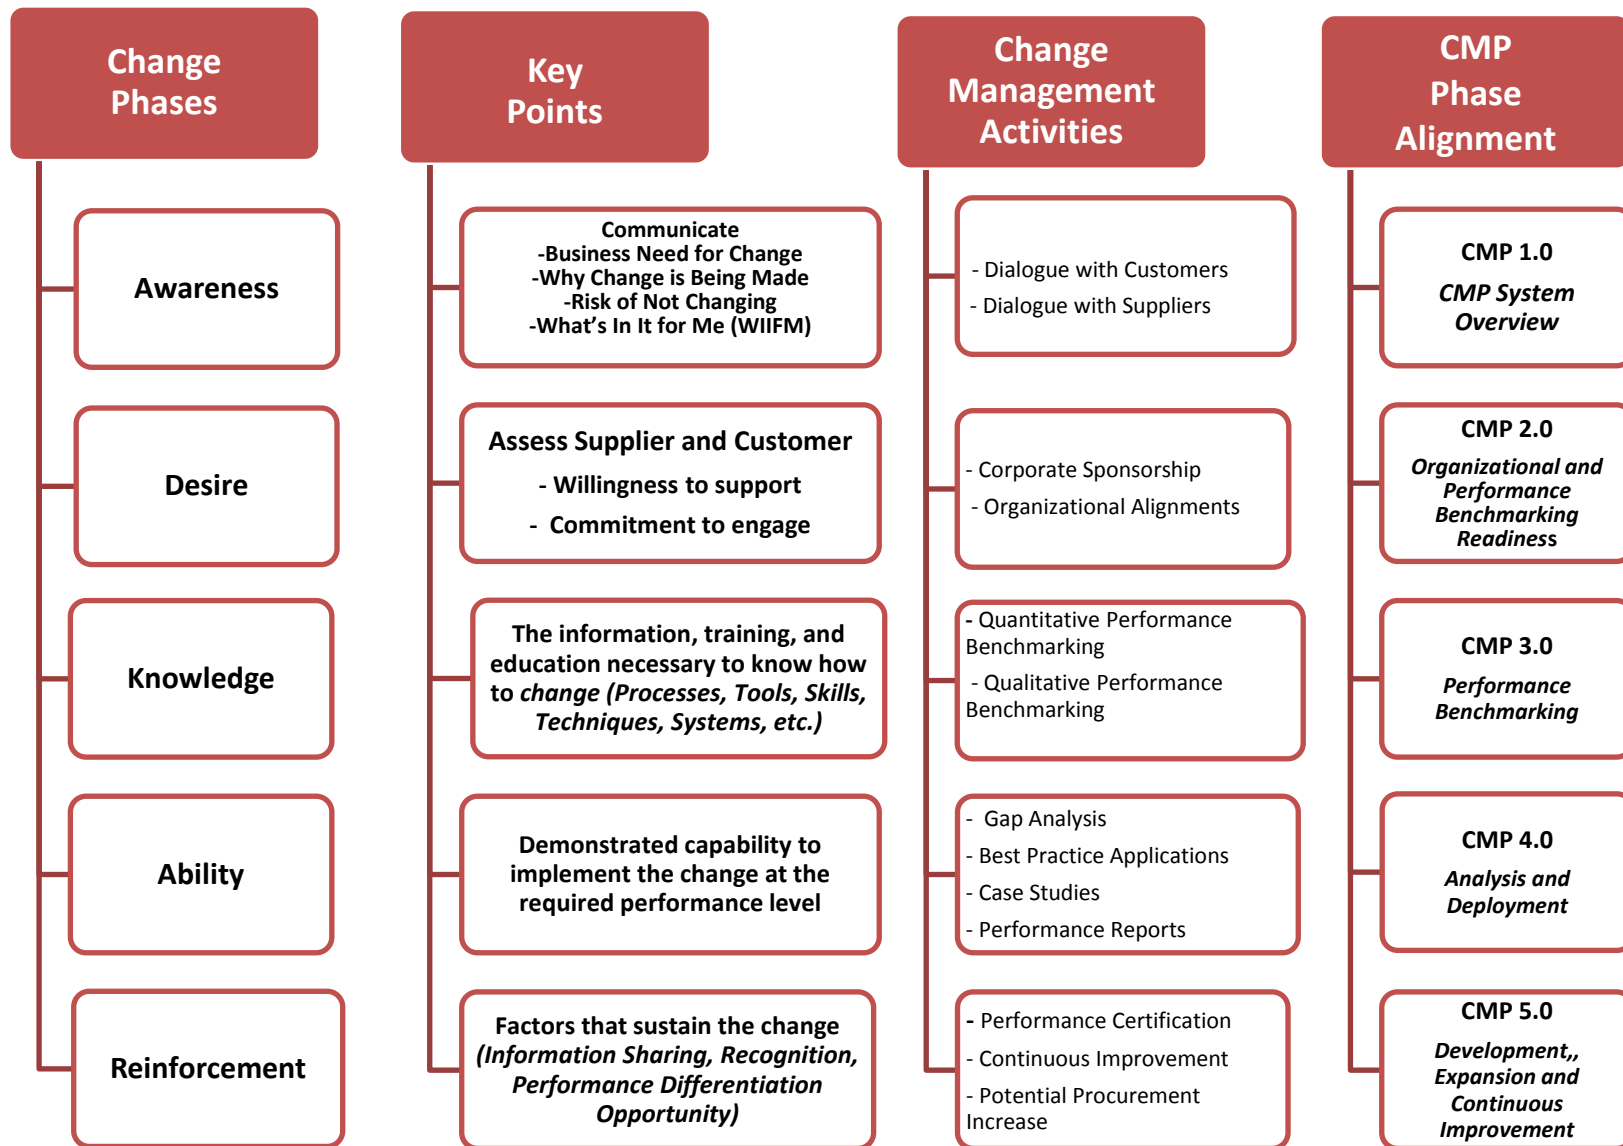 Change
Phases
Awareness
Desire
Knowledge
Ability
Reinforcement
Key
Points
Communicate
-Business Need for Change
-Why Change is Being Made
-Risk of Not Changing
-What's In It for Me (WIIFM)
Assess Supplier and Customer
- Willingness to support
- Commitment to engage
The information, training, and
education necessary to know how
to change (Processes, Tools, Skills,
Techniques, Systems, etc.)
Demonstrated capability to
implement the change at the
required performance level
Factors that sustain the change
(Information Sharing, Recognition,
Performance Differentiation
Opportunity)
Change
Management
Activities
- Dialogue with Customers
- Dialogue with Suppliers
- Corporate Sponsorship
- Organizational Alignments
- Quantitative Performance
Benchmarking
- Qualitative Performance
Benchmarking
- Gap Analysis
- Best Practice Applications
- Case Studies
- Performance Reports
- Performance Certification
- Continuous Improvement
- Potential Procurement
Increase
CMP
Phase
Alignment
CMP 1.0
CMP System
Overview
CMP 2.0
Organizational and
Performance
Benchmarking
Readiness
CMP 3.0
Performance
Benchmarking
CMP 4.0
Analysis and
Deployment
CMP 5.0
Development,,
Expansion and
Continuous
Improvement